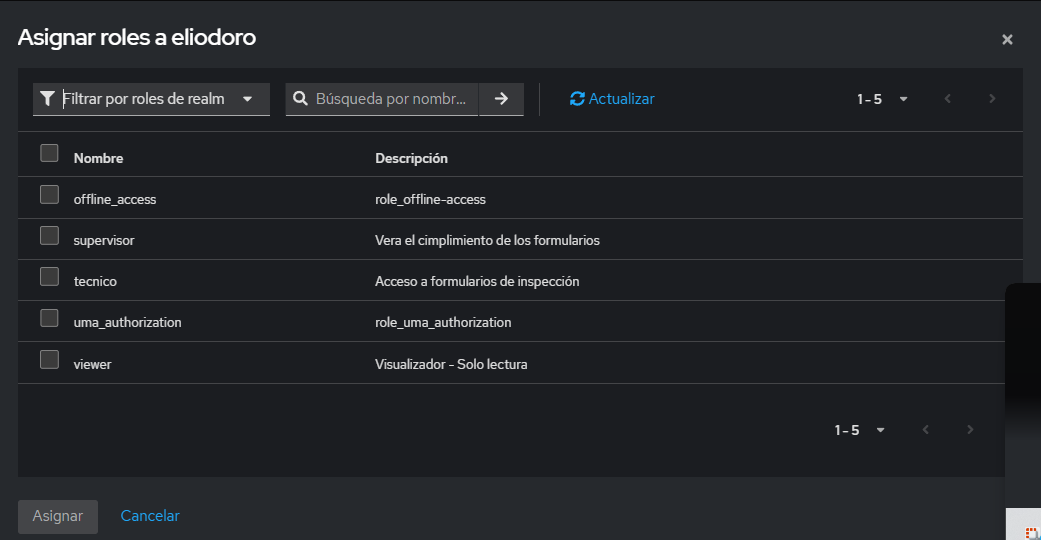 Asignar roles a eliodoro
Filtrar por roles de realm
Búsqueda por nombr...
Actualizar
1 - 5
Nombre Descripción
offline_access role_offline-access
supervisor Vera el cimplimiento de los formularios
tecnico Acceso a formularios de inspección
uma_authorization role_uma_authorization
viewer Visualizador - Solo lectura
1 - 5
Asignar Cancelar